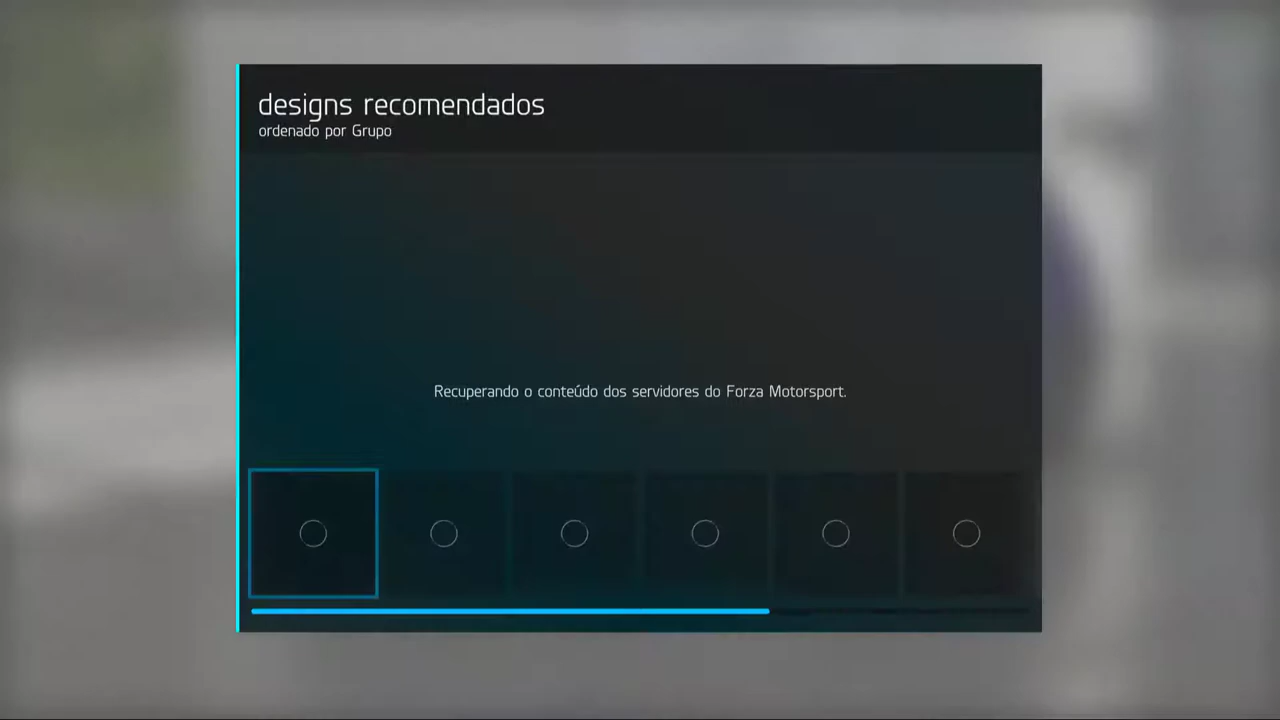 designs recomendados
ordenado por Grupo
Recuperando o conteúdo dos servidores do Forza Motorsport.